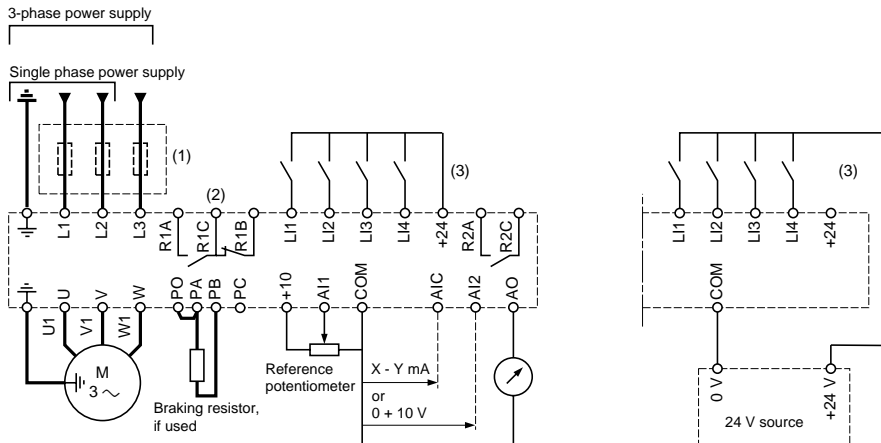 3-phase power supply
Single phase power supply
(1)
(2)
(3)
(3)
L1
L2
L3
R1A
R1C
R1B
LI1
LI2
LI3
LI4
+24
R2A
R2C
LI1
LI2
LI3
LI4
+24
U
V
W
PO
PA
PB
PC
+10
AI1
COM
AIC
AI2
AO
COM
U1
V1
W1
M
3
Reference
potentiometer
X - Y mA
or
0 + 10 V
Braking resistor,
if used
0 V
+24 V
24 V source